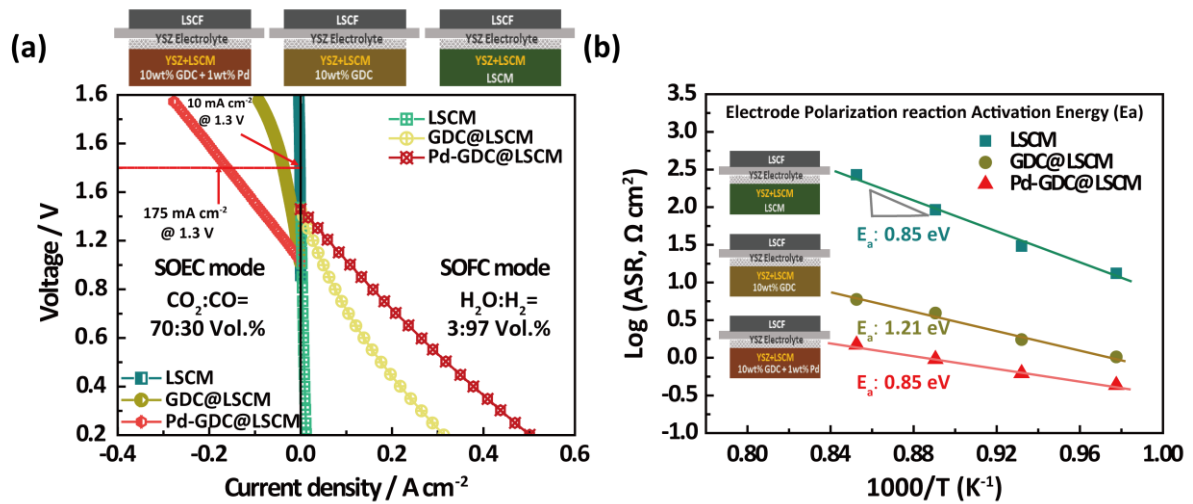 (a)
LSCF
YSZ Electrolyte
YSZ+LSCM
10wt% GDC + 1wt% Pd
LSCF
YSZ Electrolyte
YSZ+LSCM
10wt% GDC
LSCF
YSZ Electrolyte
YSZ+LSCM
LSCM
Voltage / V
1.6
1.6
1.2
0.8
0.4
0.2
10 mA cm-2
@ 1.3 V
175 mA cm-2
@ 1.3 V
LSCM
GDC@LSCM
Pd-GDC@LSCM
SOEC mode
CO2:CO=
70:30 Vol.%
SOFC mode
H2O:H2=
3:97 Vol.%
LSCM
GDC@LSCM
Pd-GDC@LSCM
-0.4
-0.2
0.0
0.2
0.4
0.6
Current density / A cm-2
(b)
Log (ASR, Ω cm2)
3.5
3.0
2.5
2.0
1.5
1.0
0.5
0.0
-0.5
-1.0
Electrode Polarization reaction Activation Energy (Ea)
LSCM
GDC@LSCM
Pd-GDC@LSCM
LSCF
YSZ Electrolyte
YSZ+LSCM
LSCM
Ea: 0.85 eV
LSCF
YSZ Electrolyte
YSZ+LSCM
10wt% GDC
Ea: 1.21 eV
LSCF
YSZ Electrolyte
YSZ+LSCM
10wt% GDC + 1wt% Pd
Ea: 0.85 eV
0.80
0.84
0.88
0.92
0.96
1.00
1000/T (K-1)